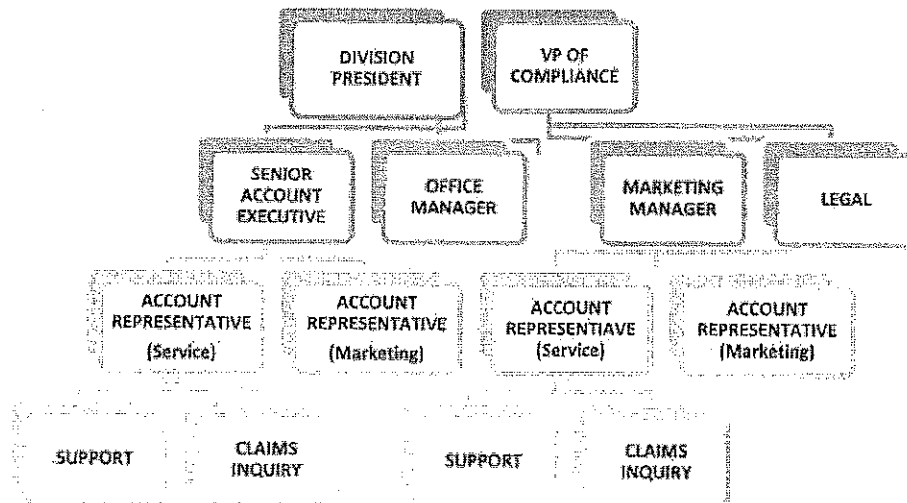 DIVISION
PRESIDENT
VP OF
COMPLIANCE
SENIOR
ACCOUNT
EXECUTIVE
OFFICE
MANAGER
MARKETING
MANAGER
LEGAL
ACCOUNT
REPRESENTATIVE
(Service)
ACCOUNT
REPRESENTATIVE
(Marketing)
ACCOUNT
REPRESENTIAVE
(Service)
ACCOUNT
REPRESENTATIVE
(Marketing)
SUPPORT
CLAIMS
INQUIRY
SUPPORT
CLAIMS
INQUIRY